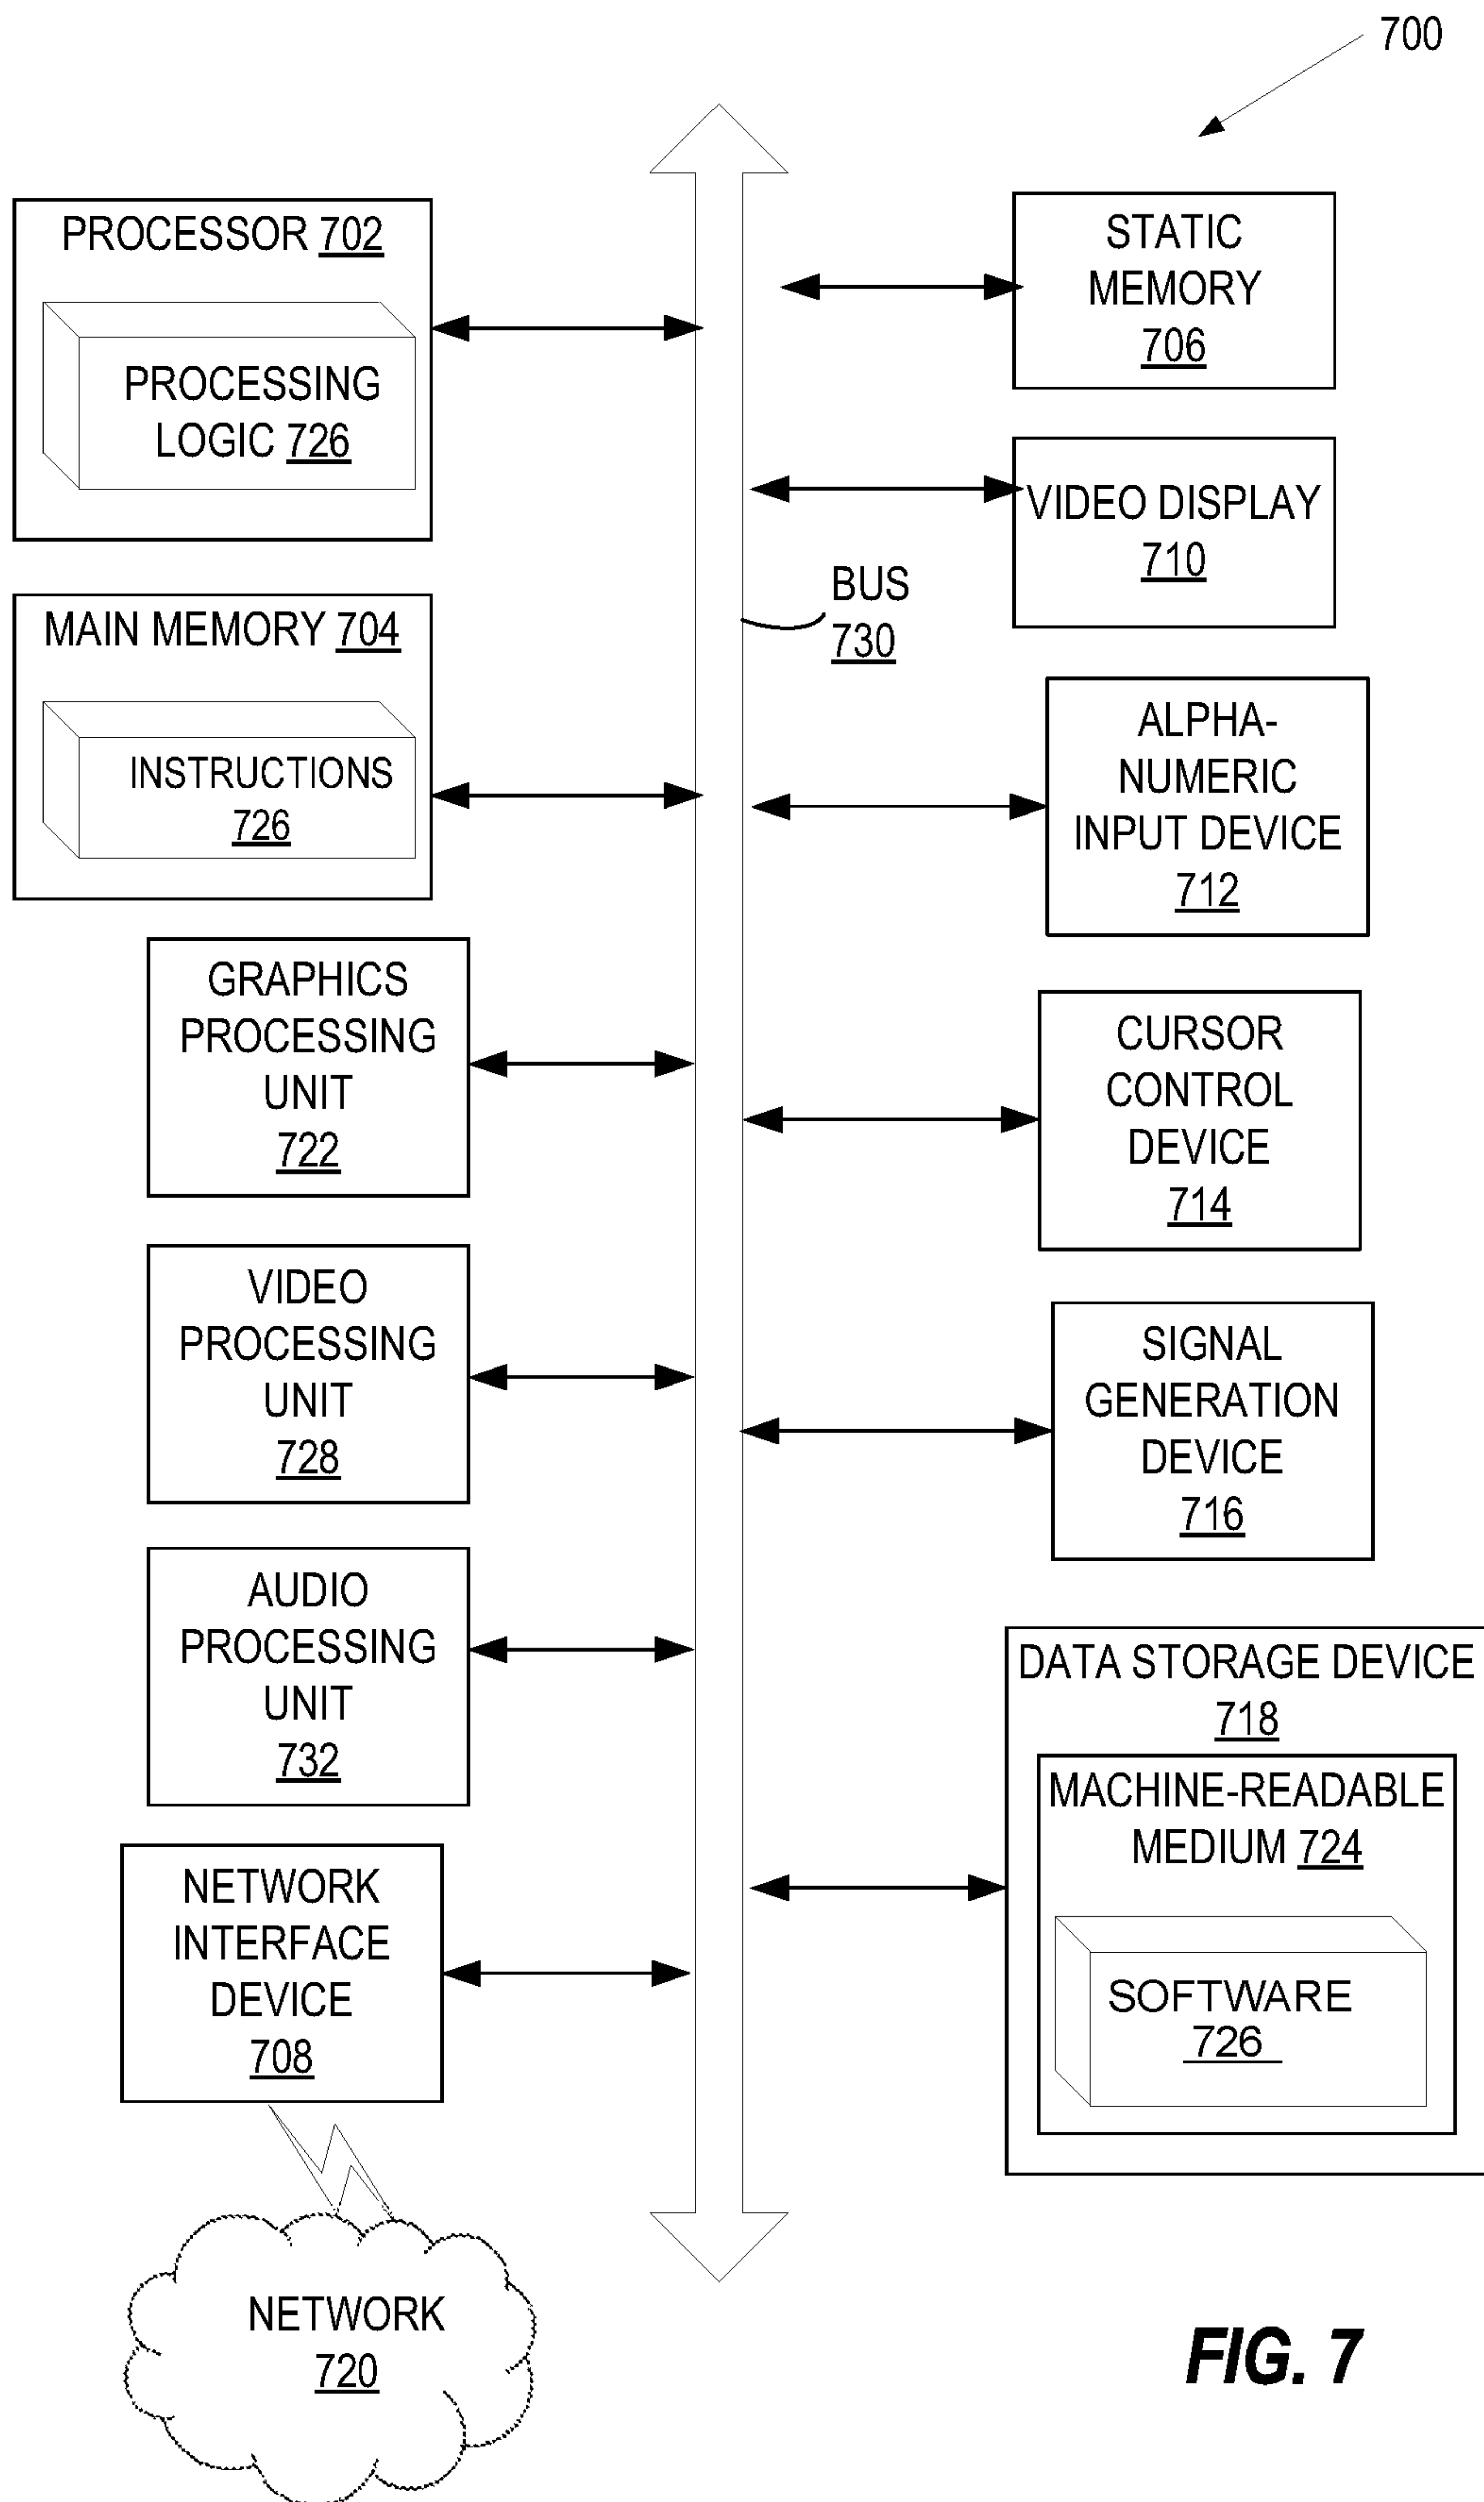 700
PROCESSOR 702
PROCESSING
LOGIC 726
MAIN MEMORY 704
INSTRUCTIONS
726
GRAPHICS
PROCESSING
UNIT
722
VIDEO
PROCESSING
UNIT
728
AUDIO
PROCESSING
UNIT
732
NETWORK
INTERFACE
DEVICE
708
NETWORK
720
BUS
730
STATIC
MEMORY
706
VIDEO DISPLAY
710
ALPHA-
NUMERIC
INPUT DEVICE
712
CURSOR
CONTROL
DEVICE
714
SIGNAL
GENERATION
DEVICE
716
DATA STORAGE DEVICE
718
MACHINE-READABLE
MEDIUM 724
SOFTWARE
726
FIG. 7